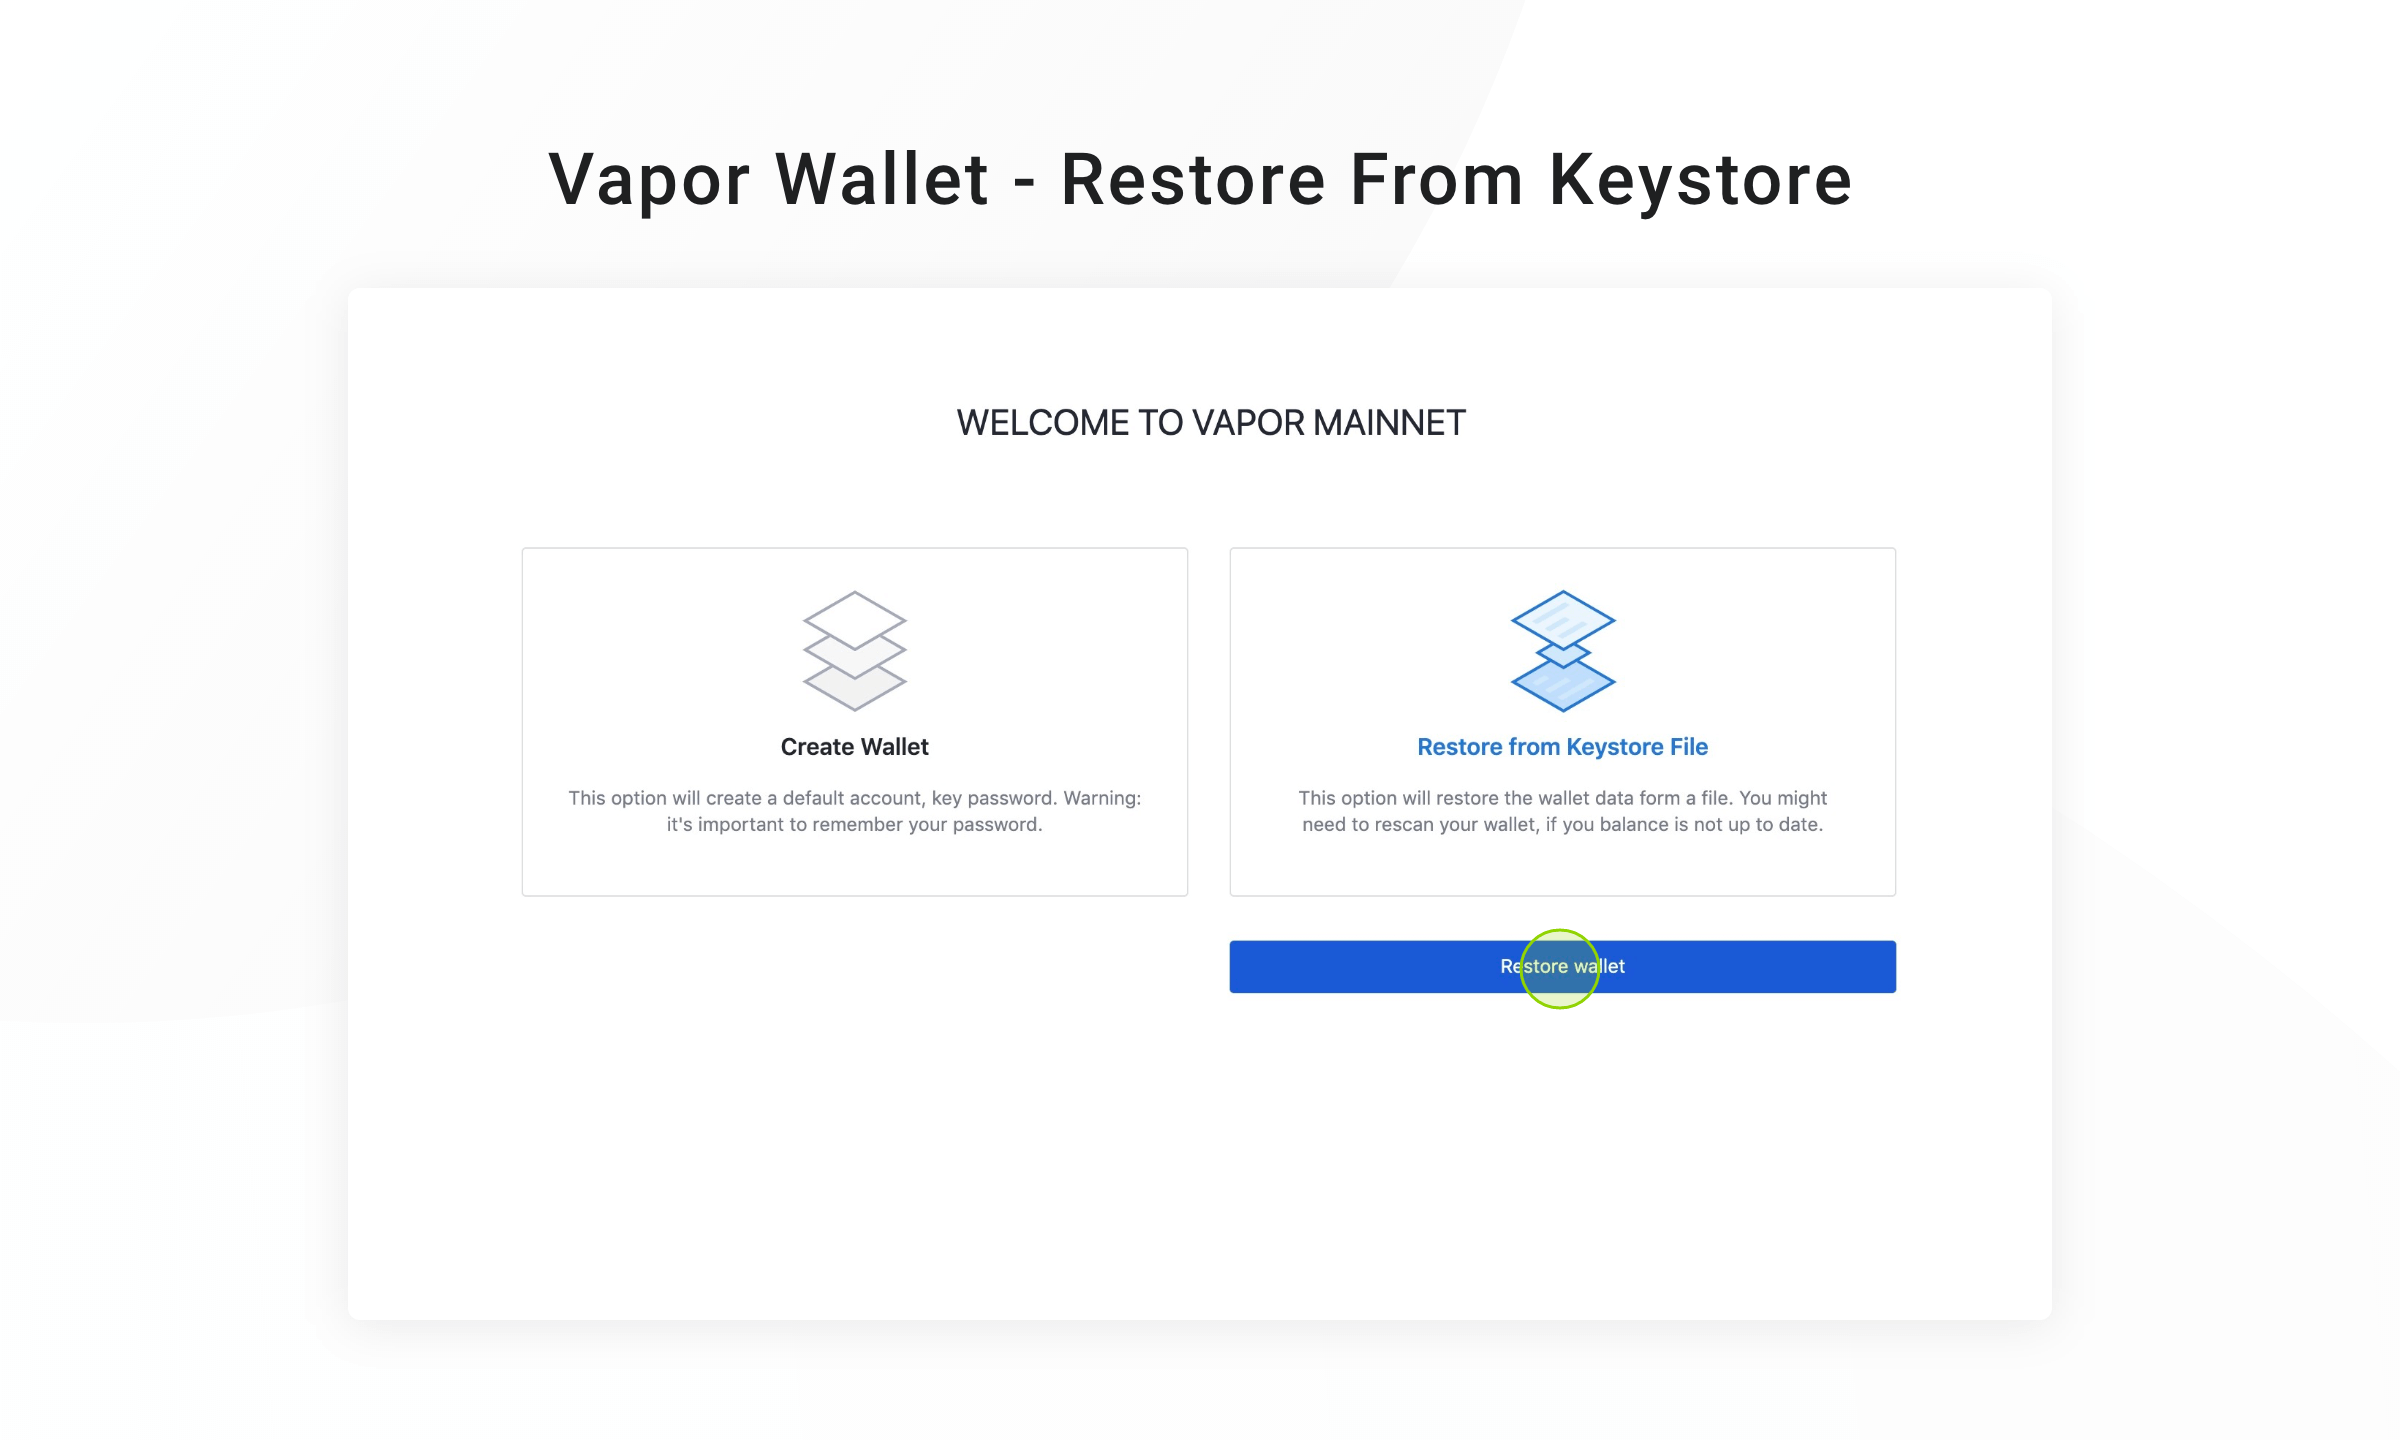 Vapor Wallet - Restore From Keystore
WELCOME TO VAPOR MAINNET
Create Wallet
This option will create a default account, key password. Warning:
it's important to remember your password.
Restore from Keystore File
This option will restore the wallet data form a file. You might
need to rescan your wallet, if you balance is not up to date.
Restore wallet